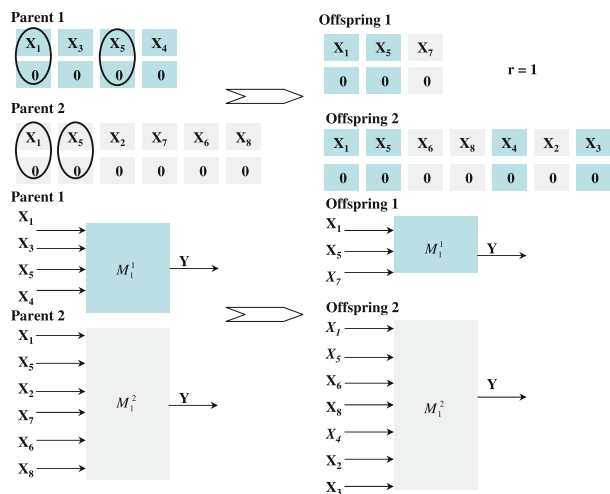 Parent 1
X₁ X₃ X₅ X₄
0 0 0 0
Parent 2
X₁ X₅ X₂ X₇ X₆ X₈
0 0 0 0 0 0
Offspring 1
X₁ X₅ X₇
0 0 0
r = 1
Offspring 2
X₁ X₅ X₆ X₈ X₄ X₂ X₃
0 0 0 0 0 0 0
Parent 1
X₁
X₃
X₅
X₄
M₁¹
Y
Parent 2
X₁
X₅
X₂
X₇
X₆
X₈
M₁²
Y
Offspring 1
X₁
X₅
X₇
M₁¹
Y
Offspring 2
X₁
X₅
X₆
X₈
X₄
X₂
X₃
M₁²
Y